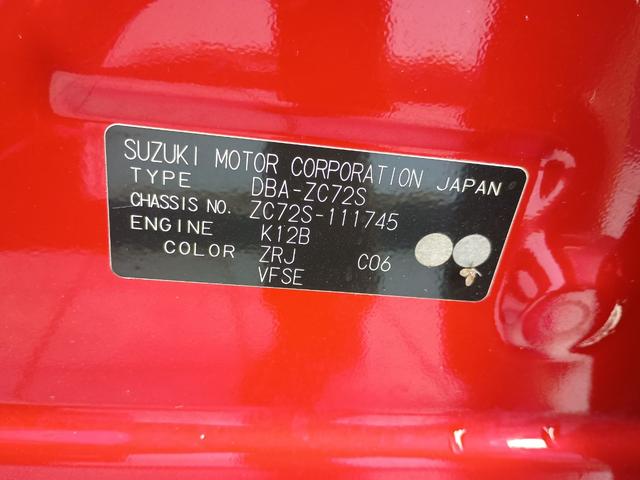 SUZUKI MOTOR CORPORATION JAPAN
TYPE DBA-ZC72S
CHASSIS NO. ZC72S-111745
ENGINE K12B
COLOR ZRJ C06
VFSE